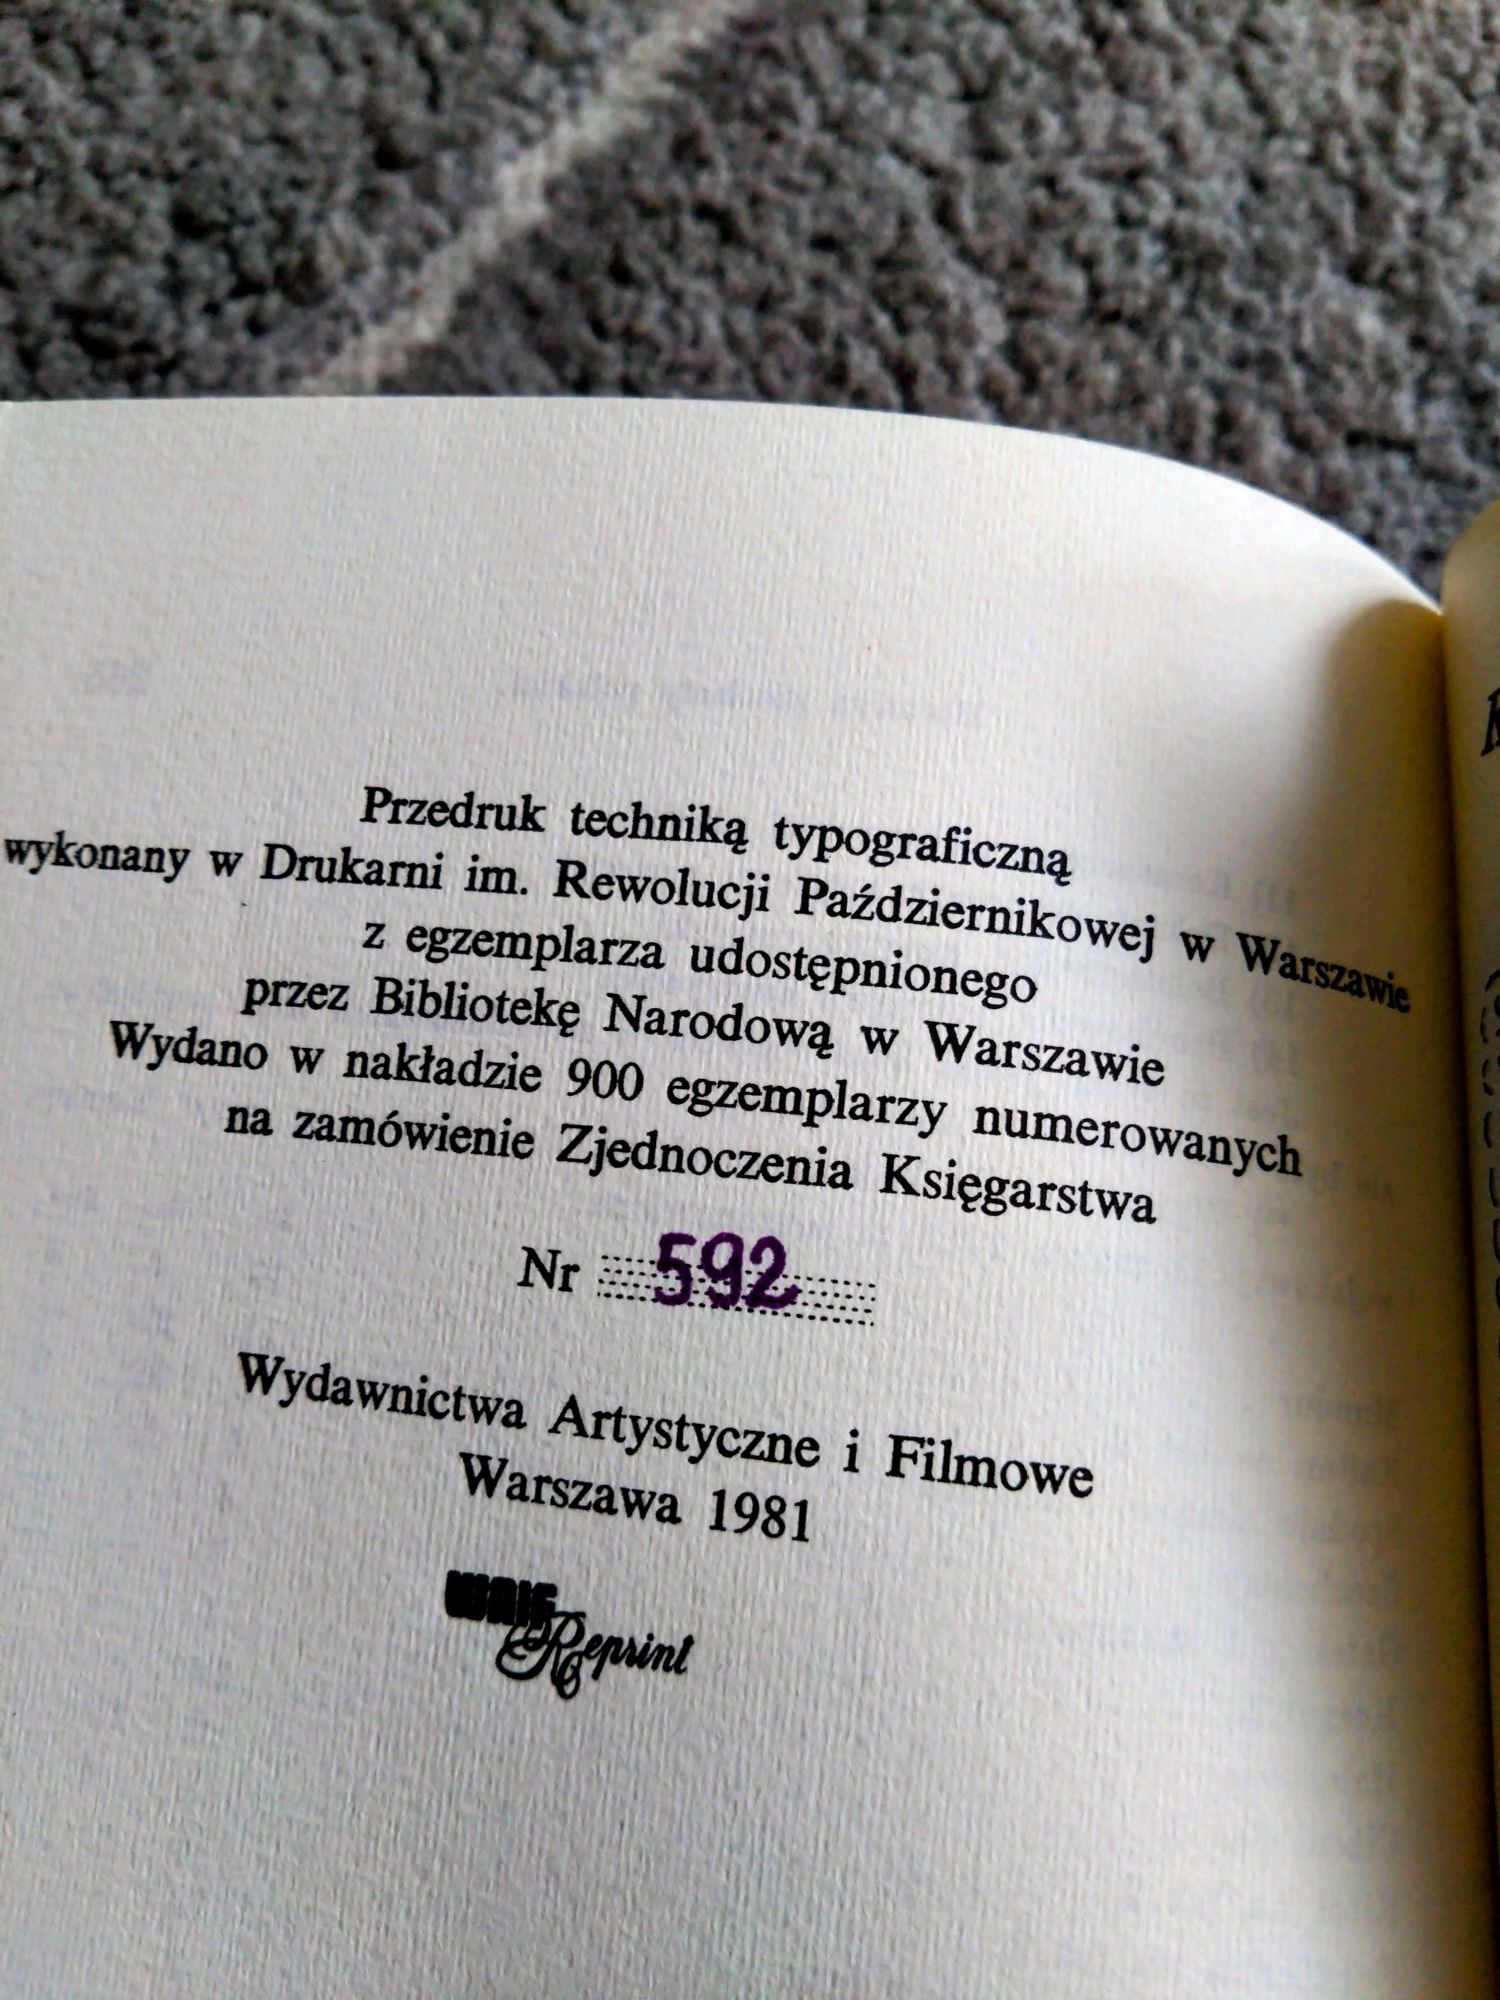 Przedruk techniką typograficzną
wykonany w Drukarni im. Rewolucji Październikowej w Warszawie
z egzemplarza udostępnionego
przez Bibliotekę Narodową w Warszawie
Wydano w nakładzie 900 egzemplarzy numerowanych
na zamówienie Zjednoczenia Księgarstwa
Nr 592
Wydawnictwa Artystyczne i Filmowe
Warszawa 1981
WAiF
Reprint